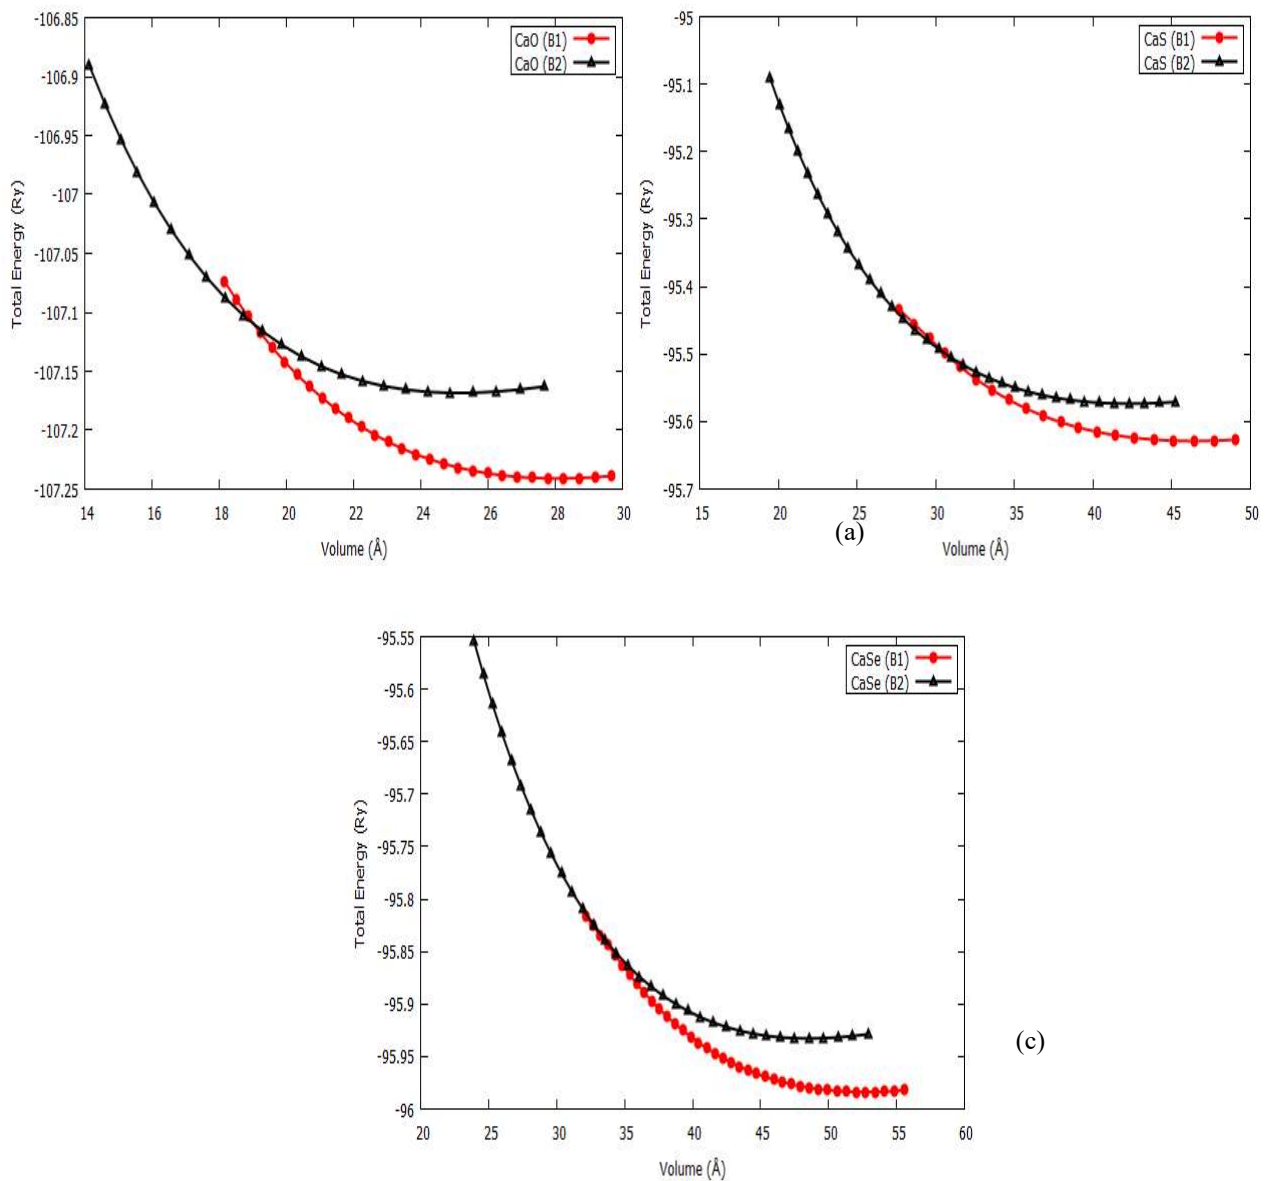 -106.85
-106.9
-106.95
-107
-107.05
-107.1
-107.15
-107.2
-107.25
Total Energy (Ry)
CaO (B1)
CaO (B2)
14 16 18 20 22 24 26 28 30
Volume (Å)
-95
-95.1
-95.2
-95.3
-95.4
-95.5
-95.6
-95.7
Total Energy (Ry)
CaS (B1)
CaS (B2)
15 20 25 30 35 40 45 50
(a)
Volume (Å)
-95.55
-95.6
-95.65
-95.7
-95.75
-95.8
-95.85
-95.9
-95.95
-96
Total Energy (Ry)
CaSe (B1)
CaSe (B2)
20 25 30 35 40 45 50 55 60
Volume (Å)
(c)